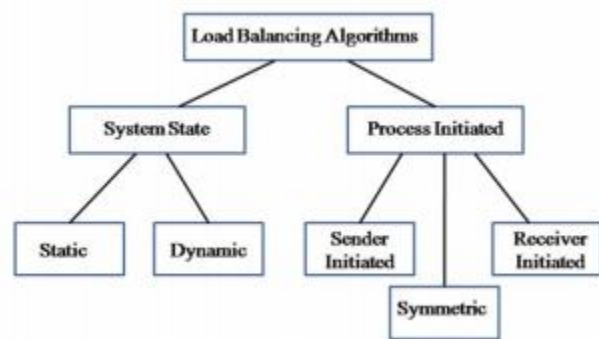 Load Balancing Algorithms
System State
Process Initiated
Static
Dynamic
Sender
Initiated
Receiver
Initiated
Symmetric